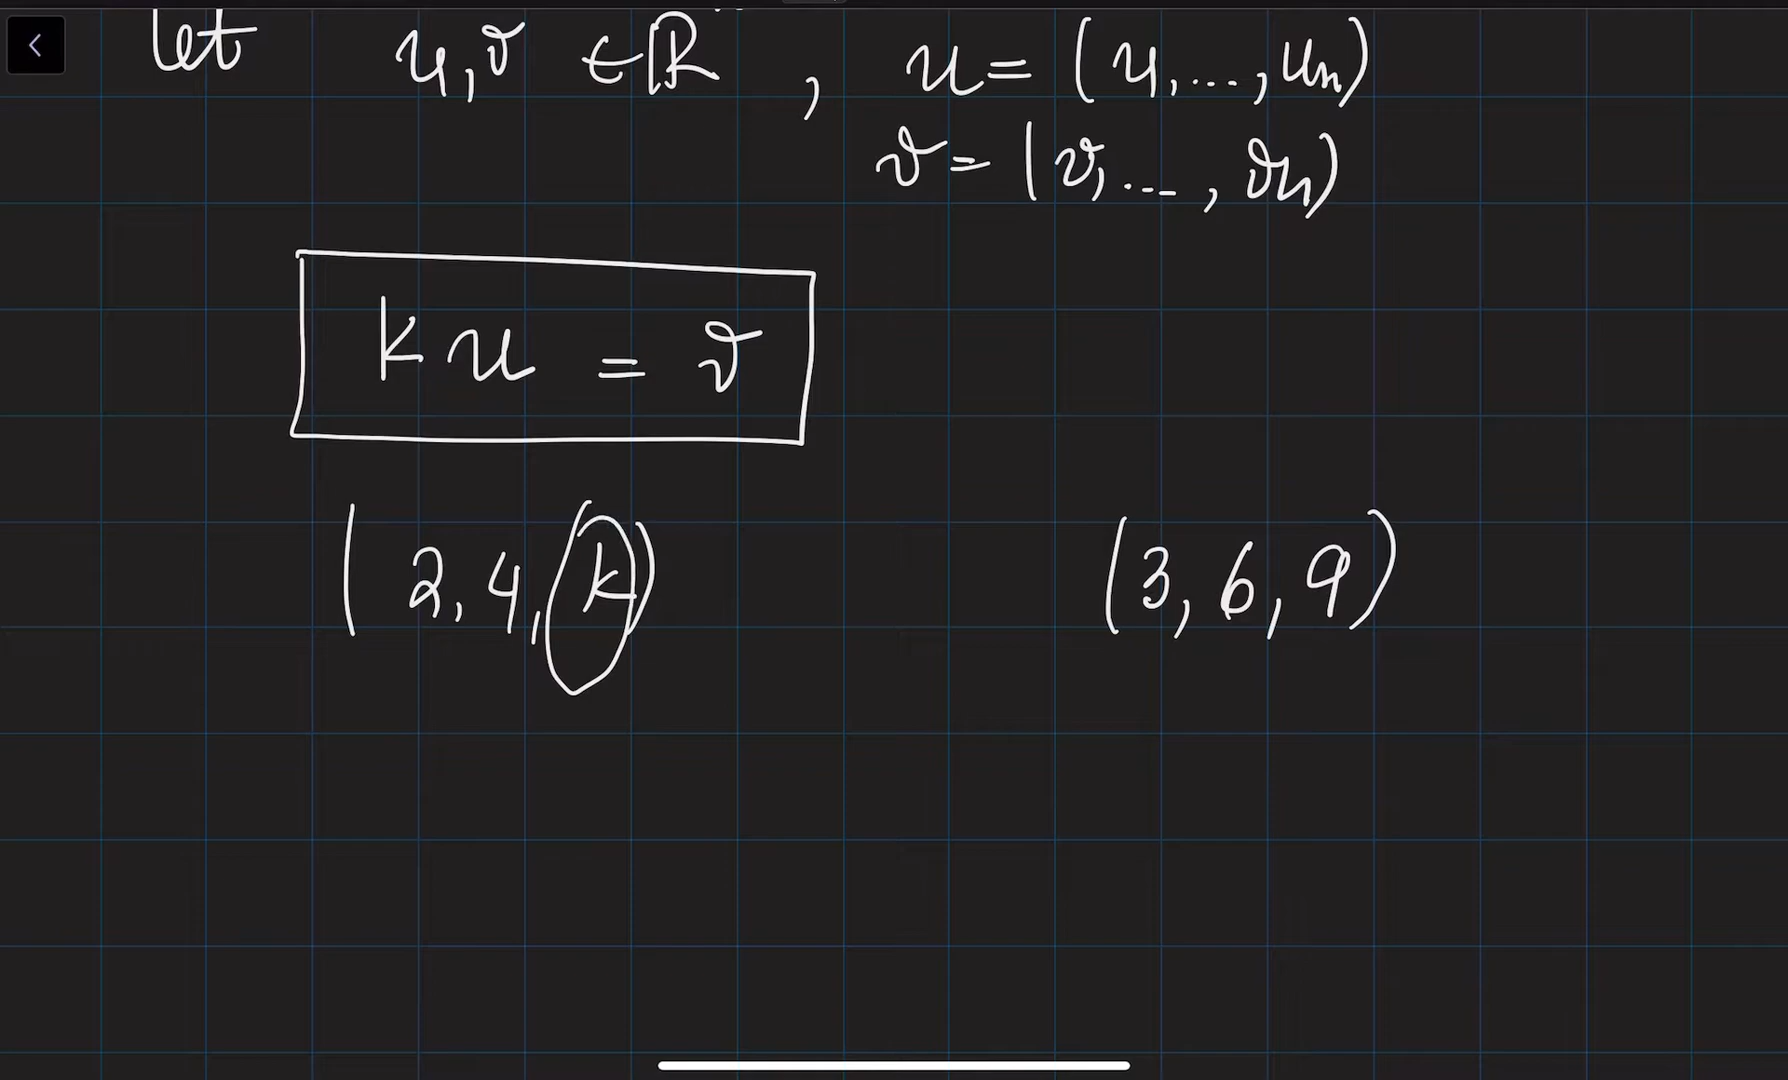 let u,v ∈ ℝ , u = (u₁,...,uₙ)
v = (v₁,...,vₙ)
ku = v
(2,4,k) (3,6,9)